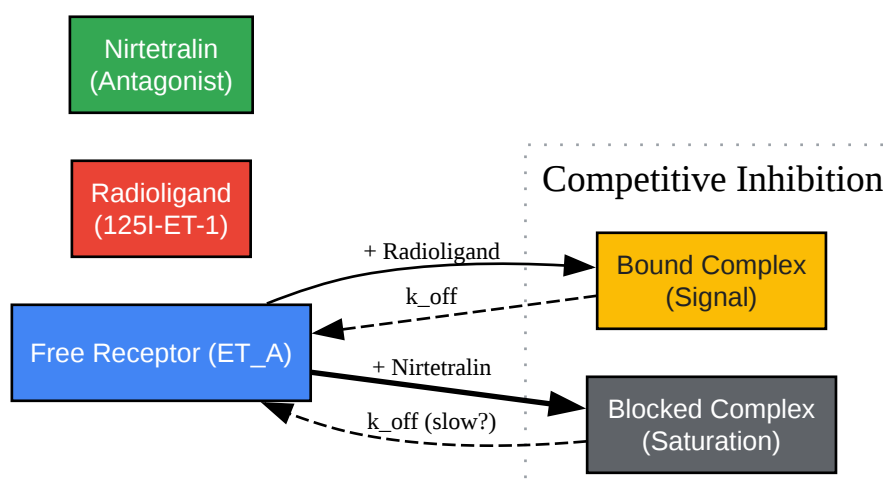 Nirtetralin
(Antagonist)
Radioligand
(125I-ET-1)
Competitive Inhibition
+ Radioligand
Bound Complex
(Signal)
k_off
Free Receptor (ET_A)
+ Nirtetralin
Blocked Complex
(Saturation)
k_off (slow?)